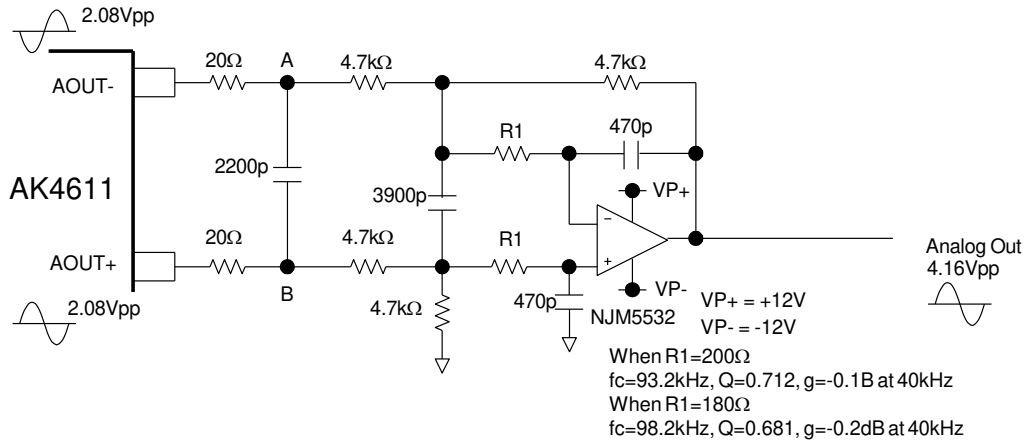 2.08Vpp
20Ω
A
4.7kΩ
4.7kΩ
AOUT-
R1
470p
2200p
VP+
AK4611
3900p
−
20Ω
4.7kΩ
R1
+
AOUT+
B
470p
VP-
Analog Out
4.16Vpp
2.08Vpp
4.7kΩ
NJM5532
VP+ = +12V
VP- = -12V
When R1=200Ω
fc=93.2kHz, Q=0.712, g=-0.1B at 40kHz
When R1=180Ω
fc=98.2kHz, Q=0.681, g=-0.2dB at 40kHz